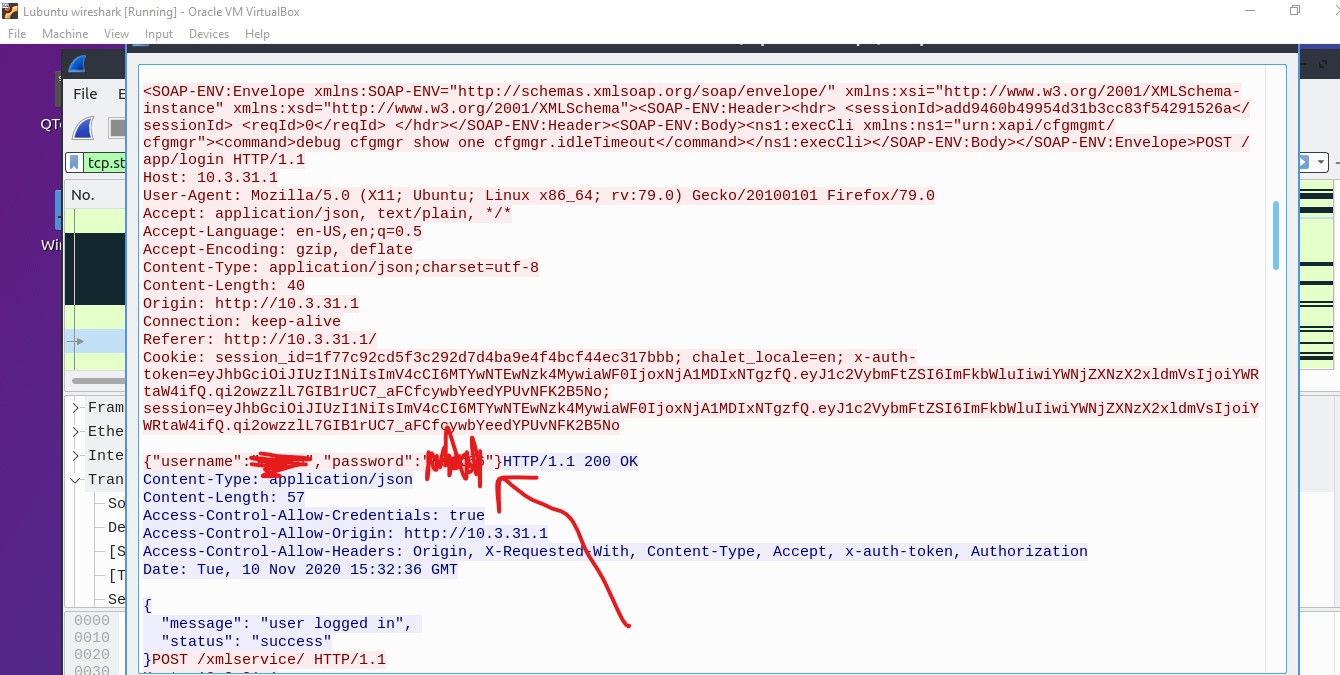 Lubuntu wireshark [Running] - Oracle VM VirtualBox
File Machine View Input Devices Help
File E
QT
tcp.st
No.
Wi
<SOAP-ENV:Envelope xmlns:SOAP-ENV="http://schemas.xmlsoap.org/soap/envelope/" xmlns:xsi="http://www.w3.org/2001/XMLSchema-
instance" xmlns:xsd="http://www.w3.org/2001/XMLSchema"><SOAP-ENV:Header><hdr> <sessionId>add9460b49954d31b3cc83f54291526a</
sessionId> <reqId>0</reqId> </hdr></SOAP-ENV:Header><SOAP-ENV:Body><ns1:execCli xmlns:ns1="urn:xapi/cfgmgmt/
cfgmgr"><command>debug cfgmgr show one cfgmgr.idleTimeout</command></ns1:execCli></SOAP-ENV:Body></SOAP-ENV:Envelope>POST /
app/login HTTP/1.1
Host: 10.3.31.1
User-Agent: Mozilla/5.0 (X11; Ubuntu; Linux x86_64; rv:79.0) Gecko/20100101 Firefox/79.0
Accept: application/json, text/plain, */*
Accept-Language: en-US,en;q=0.5
Accept-Encoding: gzip, deflate
Content-Type: application/json;charset=utf-8
Content-Length: 40
Origin: http://10.3.31.1
Connection: keep-alive
Referer: http://10.3.31.1/
Cookie: session_id=1f77c92cd5f3c292d7d4ba9e4f4bcf44ec317bbb; chalet_locale=en; x-auth-
token=eyJhbGciOiJIUzI1NiIsImV4cCI6MTYwNTEwNzk4MywiaWF0IjoxNjA1MDIxNTgzfQ.eyJ1c2VybmFtZSI6ImFkbWluIiwiYWNjZXNzX2xldmVsIjoiYWR
taW4ifQ.qi2owzzlL7GIB1rUC7_aFCfcywbYeedYPUvNFK2B5No;
session=eyJhbGciOiJIUzI1NiIsImV4cCI6MTYwNTEwNzk4MywiaWF0IjoxNjA1MDIxNTgzfQ.eyJ1c2VybmFtZSI6ImFkbWluIiwiYWNjZXNzX2xldmVsIjoiY
WRtaW4ifQ.qi2owzzlL7GIB1rUC7_aFCfcywbYeedYPUvNFK2B5No
{"username": ","password":" "}HTTP/1.1 200 OK
Content-Type: application/json
Content-Length: 57
Access-Control-Allow-Credentials: true
Access-Control-Allow-Origin: http://10.3.31.1
Access-Control-Allow-Headers: Origin, X-Requested-With, Content-Type, Accept, x-auth-token, Authorization
Date: Tue, 10 Nov 2020 15:32:36 GMT
{
"message": "user logged in",
"status": "success"
}POST /xmlservice/ HTTP/1.1
Fram
Ethe
Inte
Tran
So
De
[S
[T
Se
0000
0010
0020
0030